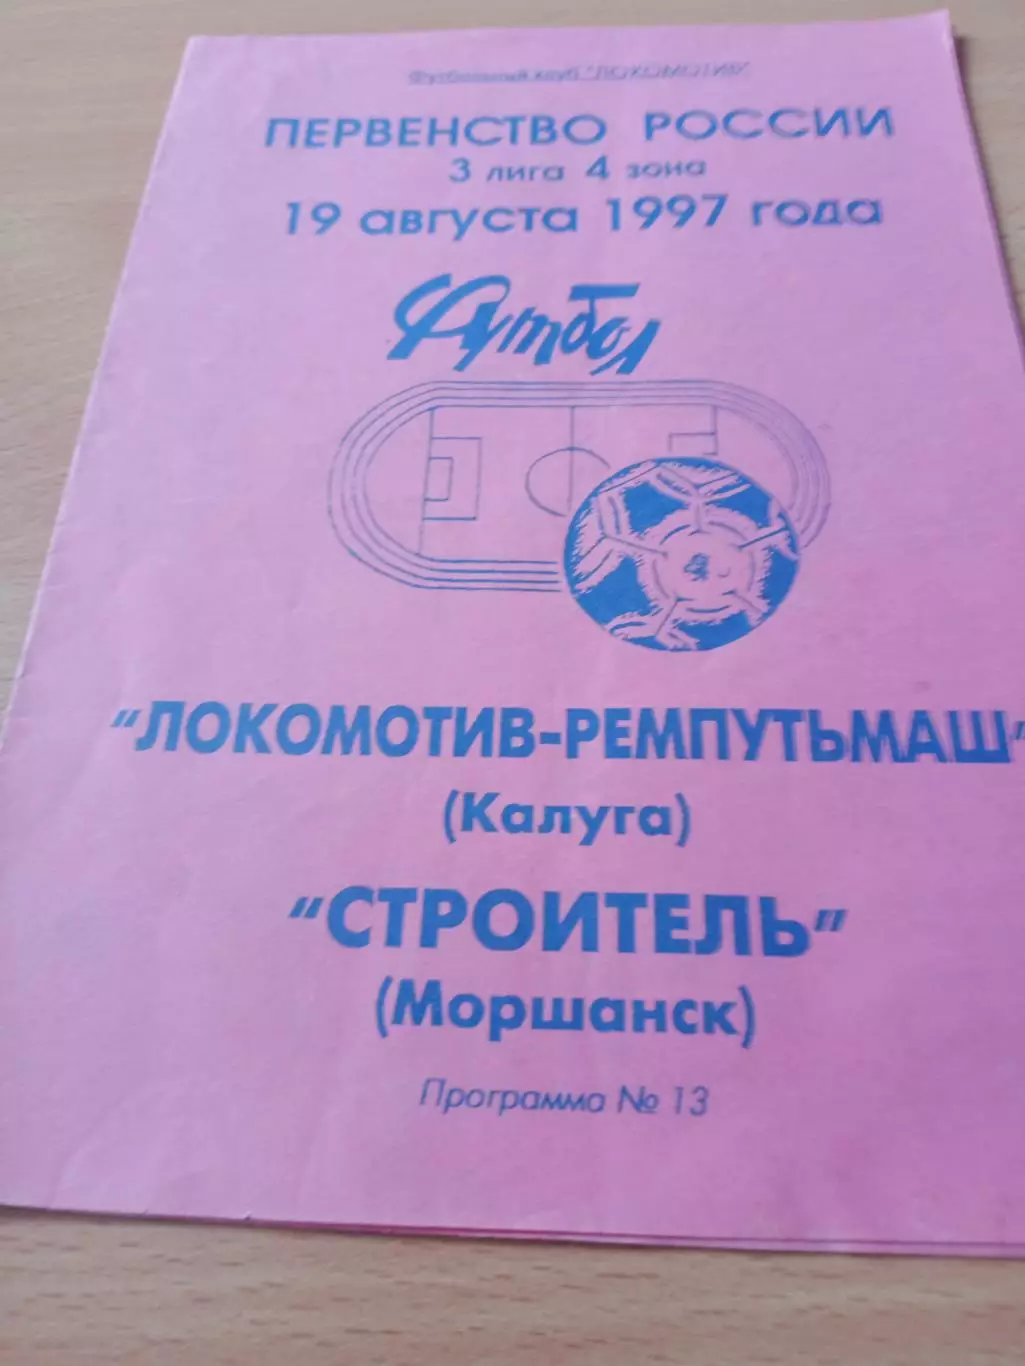 Футбольный клуб "ЛОКОМОТИВ"
ПЕРВЕНСТВО РОССИИ
3 лига 4 зона
19 августа 1997 года
Футбол
"ЛОКОМОТИВ-РЕМПУТЬМАШ"
(Калуга)
"СТРОИТЕЛЬ"
(Моршанск)
Программа № 13